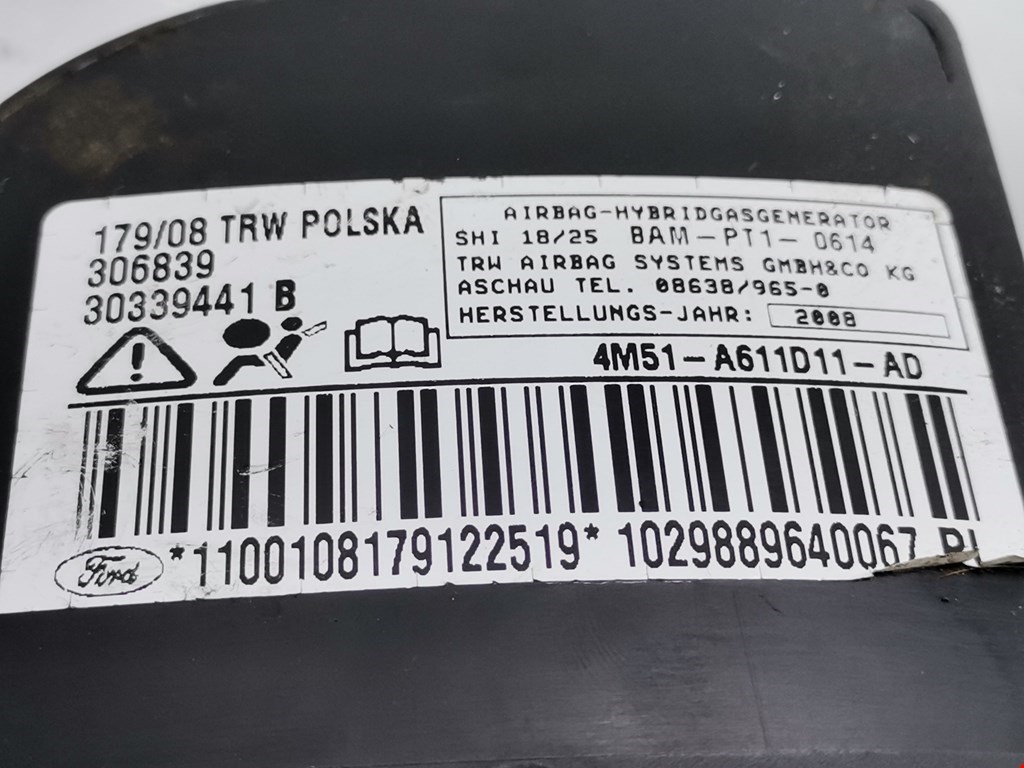 179/08 TRW POLSKA
306839
30339441 B
AIRBAG-HYBRIDGASGENERATOR
SHI 18/25 BAM-PT1-0614
TRW AIRBAG SYSTEMS GMBH&CO KG
ASCHAU TEL. 08638/965-0
HERSTELLUNGS-JAHR: 2008
4M51-A611D11-AD
Ford *1100108179122519* 1029889640067